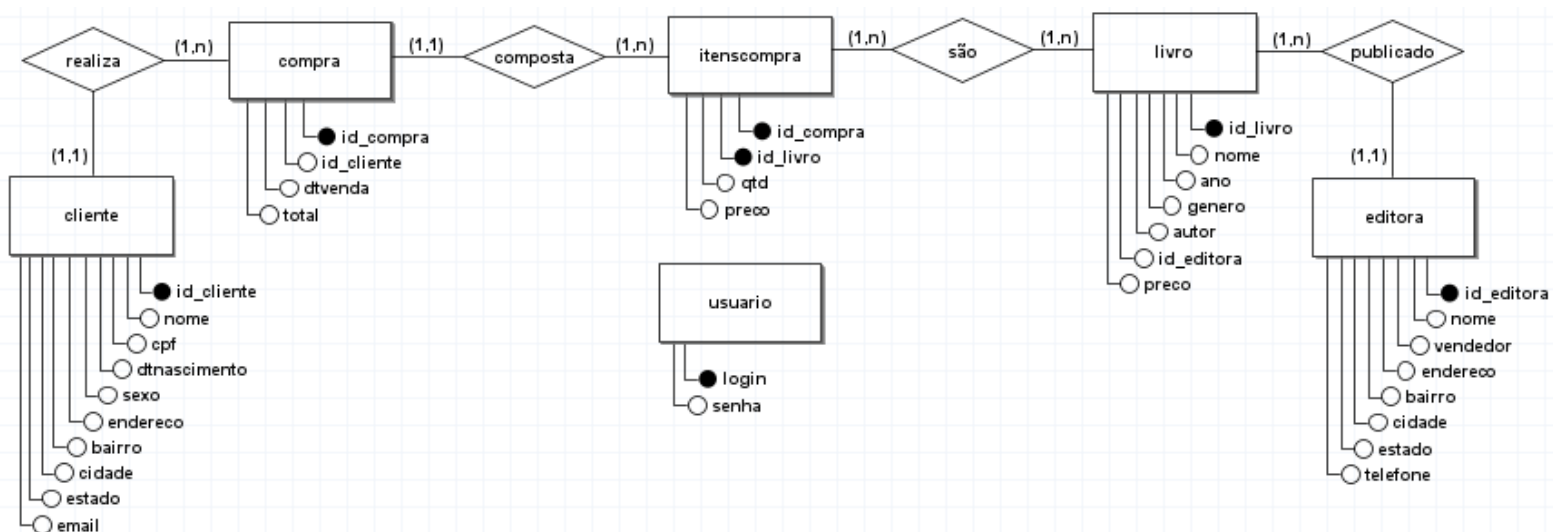 realiza
(1,n)
compra
(1,1)
composta
(1,n)
itenscompra
(1,n)
são
(1,n)
livro
(1,n)
publicado
id_compra
id_cliente
dtvenda
total
id_compra
id_livro
qtd
preco
id_livro
nome
ano
genero
autor
id_editora
preco
(1,1)
cliente
id_cliente
nome
cpf
dtnascimento
sexo
endereco
bairro
cidade
estado
email
usuario
login
senha
(1,1)
editora
id_editora
nome
vendedor
endereco
bairro
cidade
estado
telefone